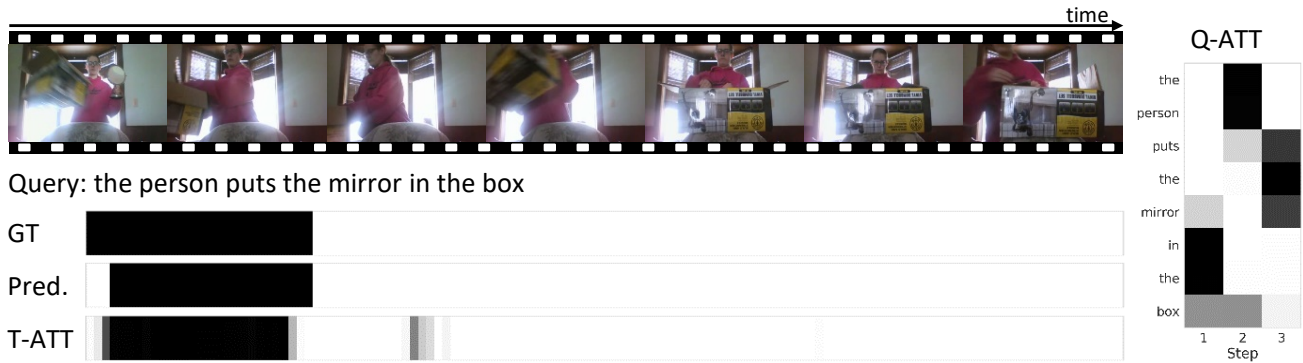 time
Query: the person puts the mirror in the box
GT
Pred.
T-ATT
Q-ATT
the
person
puts
the
mirror
in
the
box
1 2 3
Step